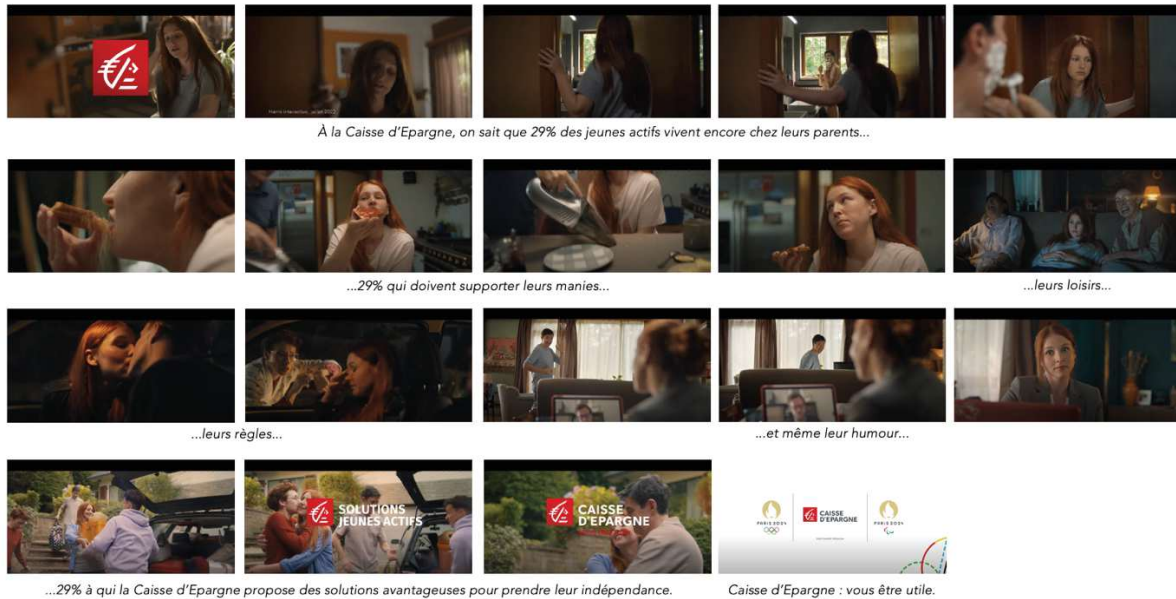 À la Caisse d’Epargne, on sait que 29% des jeunes actifs vivent encore chez leurs parents...
...29% qui doivent supporter leurs manies...
...leurs loisirs...
...leurs règles...
...et même leur humour...
SOLUTIONS
JEUNES ACTIFS
CAISSE
D'EPARGNE
PARIS 2024
CAISSE
D'EPARGNE
PARIS 2024
...29% à qui la Caisse d’Epargne propose des solutions avantageuses pour prendre leur indépendance.
Caisse d’Epargne : vous être utile.